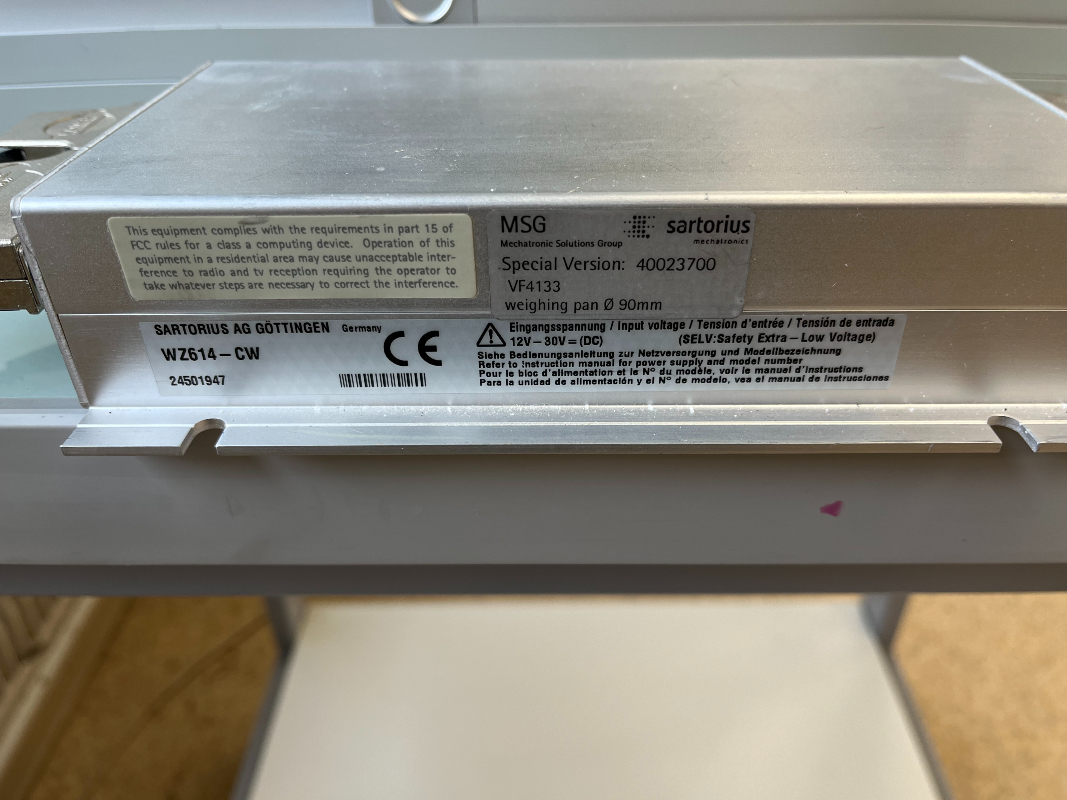 This equipment complies with the requirements in part 15 of
FCC rules for a class a computing device. Operation of this
equipment in a residential area may cause unacceptable inter-
ference to radio and tv reception requiring the operator to
take whatever steps are necessary to correct the interference.
MSG sartorius
Mechatronic Solutions Group mechatronics
Special Version: 40023700
VF4133
weighing pan Ø 90mm
SARTORIUS AG GÖTTINGEN Germany
WZ614-CW
24501947
CE
Eingangsspannung / Input voltage / Tension d'entrée / Tensión de entrada
12V-30V=(DC) (SELV:Safety Extra-Low Voltage)
Siehe Bedienungsanleitung zur Netzversorgung und Modellbezeichnung
Refer to instruction manual for power supply and model number
Pour le bloc d'alimentation et le N° du modèle, voir le manuel d'instructions
Para la unidad de alimentación y el N° de modelo, vea el manual de instrucciones